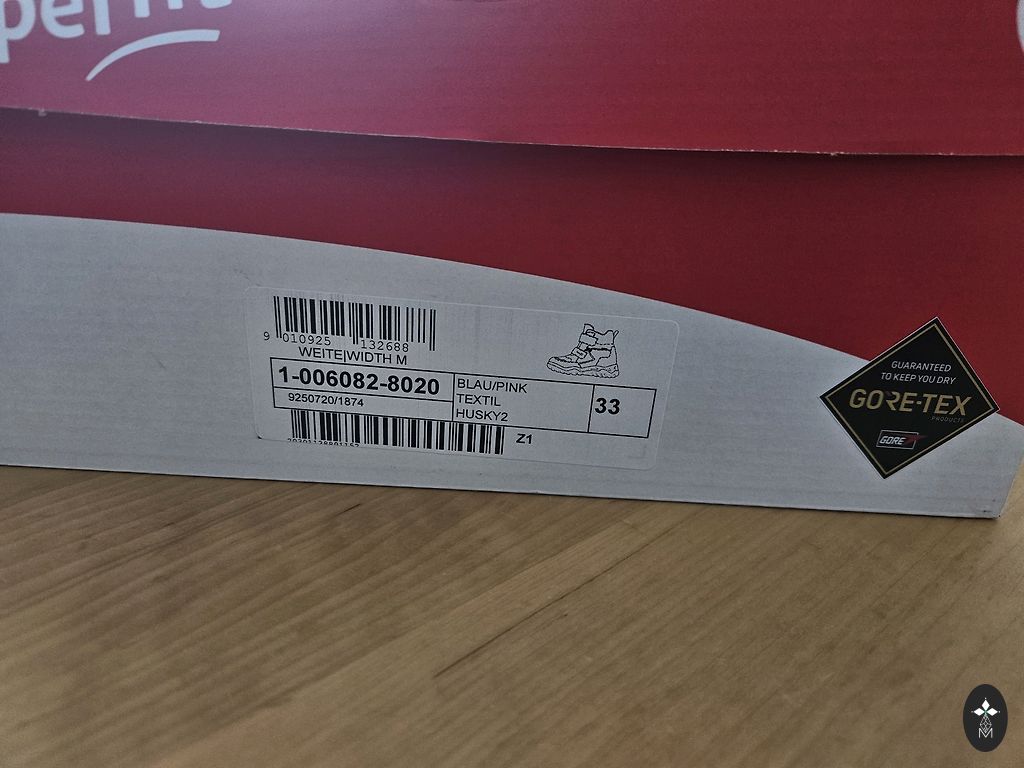 perfit
9 010925 132688
WEITE|WIDTH M
1-006082-8020
9250720/1874
BLAU/PINK
TEXTIL
HUSKY2
33
Z1
GUARANTEED
TO KEEP YOU DRY
GORE-TEX
PRODUCTS
GORE
M